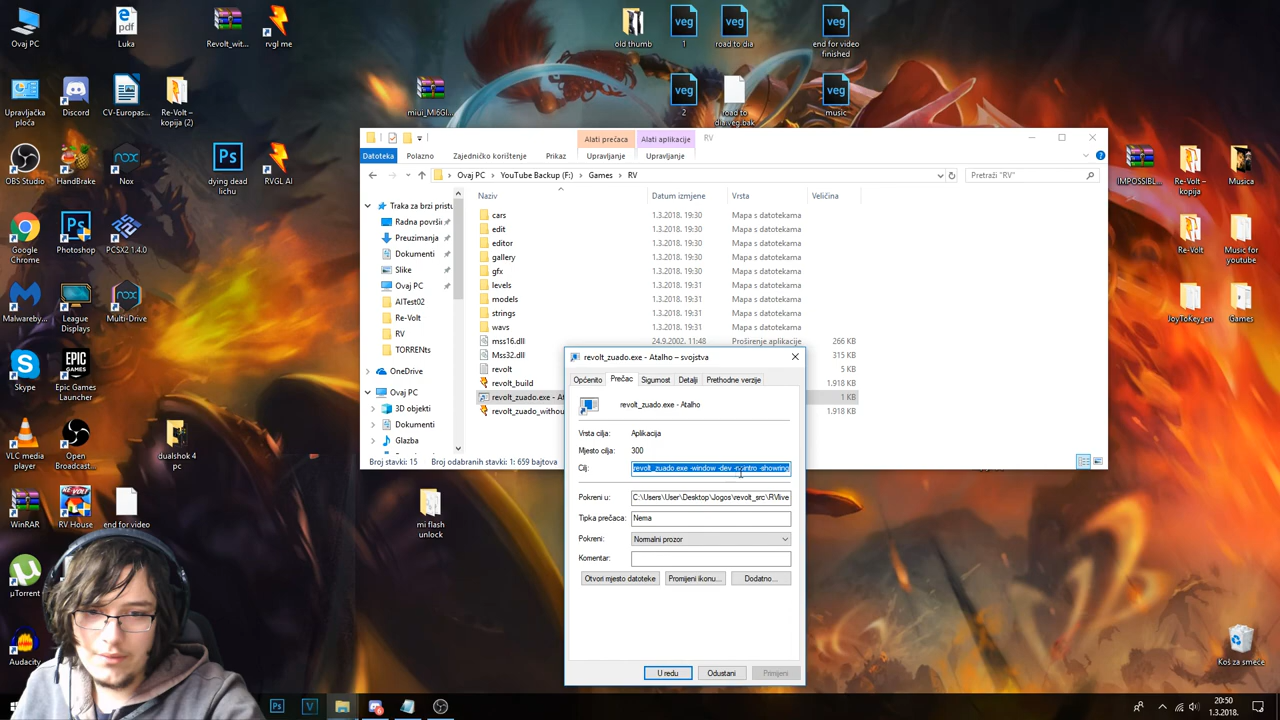 Ovaj PC
Luka
Revolt_wit...
rvgl me
old thumb
1
road to dia
end for video
finished
Upravljačka
ploča
Discord
CV-Europas...
Re-Volt –
kopija (2)
miui_Mi6Gl...
2
road to
dia.veg.bak
music
OBS Studio
HandBrake
Nox
dying dead
lichu
RVGL AI
Google
Chrome
Photoshop
PCSX2 1.4.0
Malwareby...
League
Displays
Multi-Drive
Skype
Epic Games
Launcher
µTorrent
Open
Broadcast...
dualshok 4
pc
WinRAR
RV House
end for video
mi flash
unlock
Audacity
IMPOSSIBL...
Re-Volt –
kopija
Musica
Re-Volt
Music for
youtube
JoyToKey_en
Games
Koš za smeće
Alati prečaca
Alati aplikacije
RV
Datoteka
Polazno
Zajedničko korištenje
Prikaz
Upravljanje
Upravljanje
Ovaj PC
YouTube Backup (F:)
Games
RV
Pretraži "RV"
Traka za brzi pristu
Radna površi
Preuzimanja
Dokumenti
Slike
Ovaj PC
AITest02
Re-Volt
RV
TORRENTs
OneDrive
Ovaj PC
3D objekti
Dokumenti
Glazba
Naziv Datum izmjene Vrsta Veličina
cars 1.3.2018. 19:30 Mapa s datotekama
edit 1.3.2018. 19:30 Mapa s datotekama
editor 1.3.2018. 19:30 Mapa s datotekama
gallery 1.3.2018. 19:30 Mapa s datotekama
gfx 1.3.2018. 19:30 Mapa s datotekama
levels 1.3.2018. 19:31 Mapa s datotekama
models 1.3.2018. 19:31 Mapa s datotekama
strings 1.3.2018. 19:31 Mapa s datotekama
wavs 1.3.2018. 19:31 Mapa s datotekama
mss16.dll 24.9.2002. 11:48 Proširenje aplikacije 266 KB
Mss32.dll 315 KB
revolt 5 KB
revolt_build 1.918 KB
revolt_zuado.exe - At 1 KB
revolt_zuado_withou 1.918 KB
Broj stavki: 15 Broj odabranih stavki: 1: 659 bajtova
revolt_zuado.exe - Atalho – svojstva
Općenito
Prečac
Sigurnost
Detalji
Prethodne verzije
revolt_zuado.exe - Atalho
Vrsta cilja: Aplikacija
Mjesto cilja: 300
Cilj: revolt_zuado.exe -window -dev -nointro -showring
Pokreni u: C:\Users\User\Desktop\Jogos\revolt_src\RVlive
Tipka prečaca: Nema
Pokreni: Normalni prozor
Komentar:
Otvori mjesto datoteke
Promijeni ikonu...
Dodatno...
U redu
Odustani
Primijeni
20:50
1.3.2018.